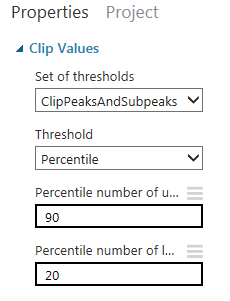 Properties Project
Clip Values
Set of thresholds
ClipPeaksAndSubpeaks
Threshold
Percentile
Percentile number of u...
90
Percentile number of l...
20